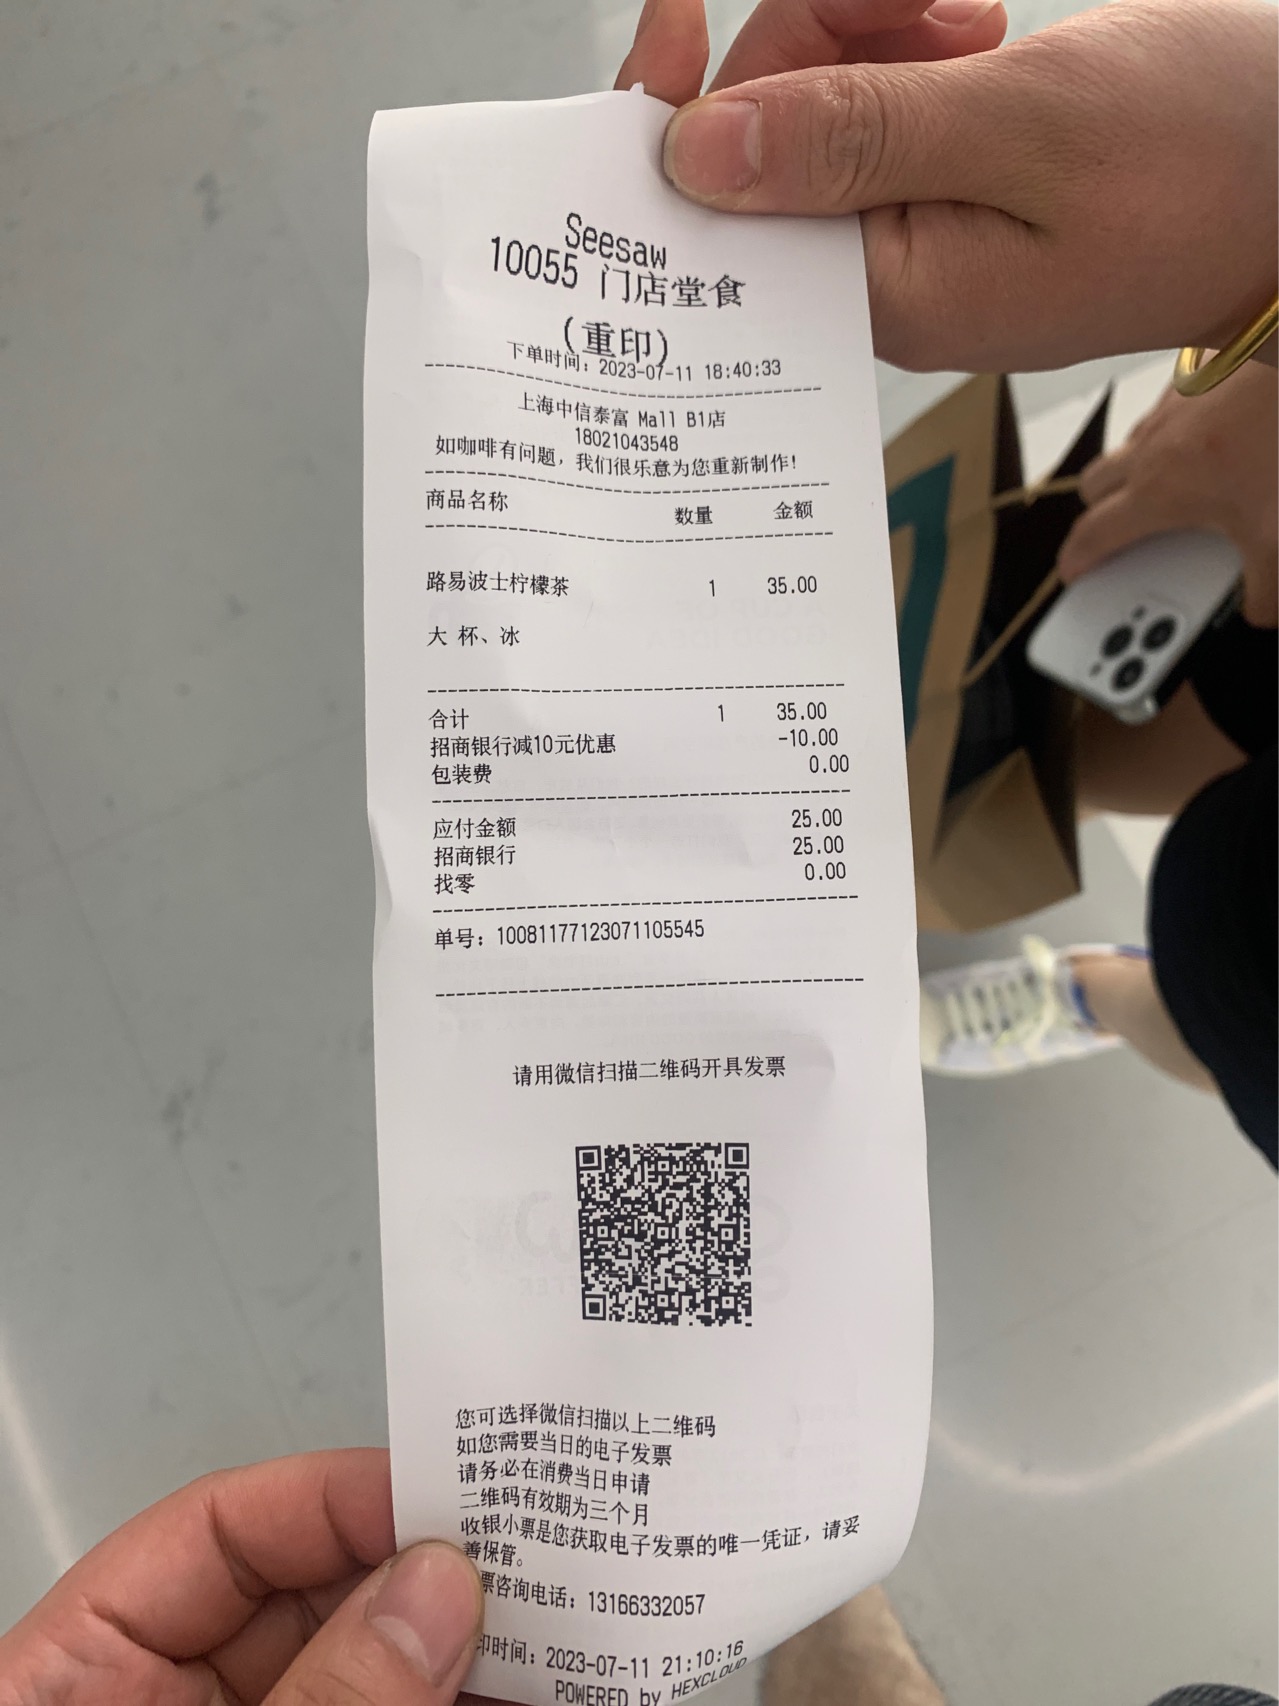 Seesaw
10055 门店堂食
(重印)
下单时间：2023-07-11 18:40:33
上海中信泰富 Mall B1店
18021043548
如咖啡有问题，我们很乐意为您重新制作！
商品名称 数量 金额
路易波士柠檬茶 1 35.00
大 杯、冰
合计 1 35.00
招商银行减10元优惠 -10.00
包装费 0.00
应付金额 25.00
招商银行 25.00
找零 0.00
单号：10081177123071105545
请用微信扫描二维码开具发票
您可选择微信扫描以上二维码
如您需要当日的电子发票
请务必在消费当日申请
二维码有效期为三个月
收银小票是您获取电子发票的唯一凭证，请妥
善保管。
票咨询电话：13166332057
印时间：2023-07-11 21:10:16
POWERED by HEXCLOUD